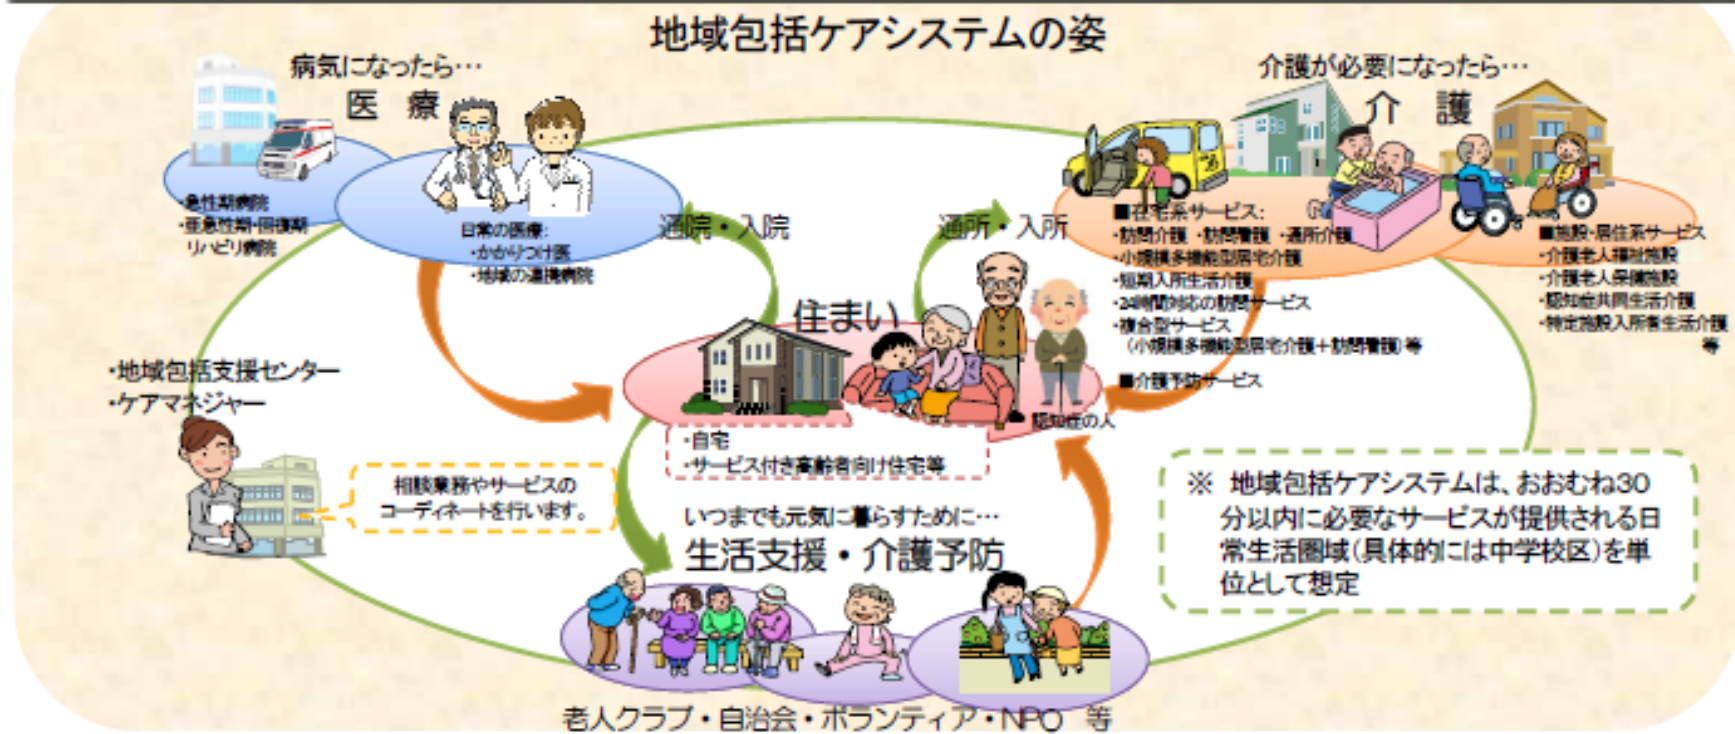 地域包括ケアシステムの姿
病気になったら…
医 療
・急性期病院
・亜急性期・回復期
リハビリ病院
日常の医療:
・かかりつけ医
・地域の連携病院
通院・入院
介護が必要になったら…
介 護
通所・入所
■在宅系サービス:
・訪問介護 ・訪問看護 ・通所介護
・小規模多機能型居宅介護
・短期入所生活介護
・24時間対応の訪問サービス
・複合型サービス
(小規模多機能型居宅介護+訪問看護)等
■介護予防サービス
■施設・居住系サービス
・介護老人福祉施設
・介護老人保健施設
・認知症共同生活介護
・特定施設入所者生活介護
等
住まい
認知症の人
・自宅
・サービス付き高齢者向け住宅等
・地域包括支援センター
・ケアマネジャー
相談業務やサービスの
コーディネートを行います。
いつまでも元気に暮らすために…
生活支援・介護予防
老人クラブ・自治会・ボランティア・NPO 等
※ 地域包括ケアシステムは、おおむね30
分以内に必要なサービスが提供される日
常生活圏域(具体的には中学校区)を単
位として想定